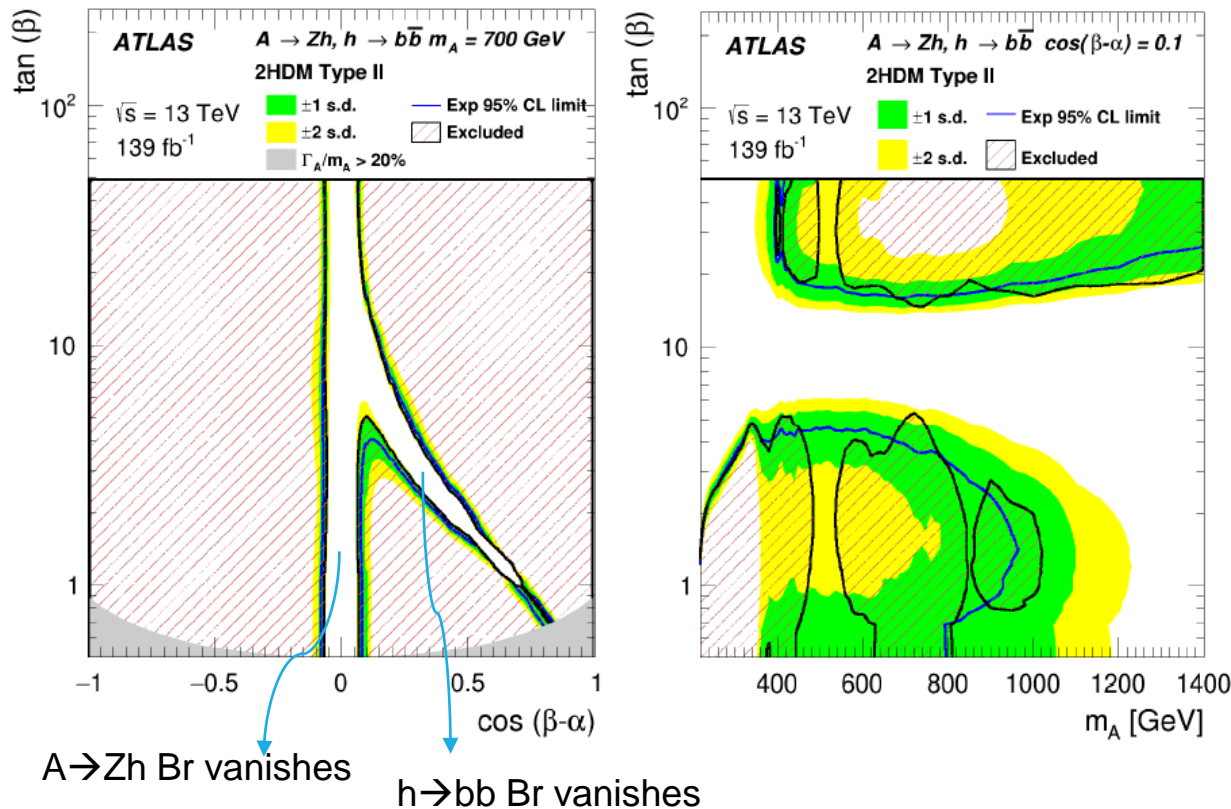 ATLAS
A → Zh, h → bb̅ m_A = 700 GeV
2HDM Type II
√s = 13 TeV
139 fb⁻¹
±1 s.d.
±2 s.d.
Γ_A/m_A > 20%
Exp 95% CL limit
Excluded
tan (β)
10²
10
1
−1
−0.5
0
0.5
1
cos (β-α)
A→Zh Br vanishes
h→bb Br vanishes
ATLAS
A → Zh, h → bb̅ cos(β-α) = 0.1
2HDM Type II
√s = 13 TeV
139 fb⁻¹
±1 s.d.
±2 s.d.
Exp 95% CL limit
Excluded
tan (β)
10²
10
1
400
600
800
1000
1200
1400
m_A [GeV]